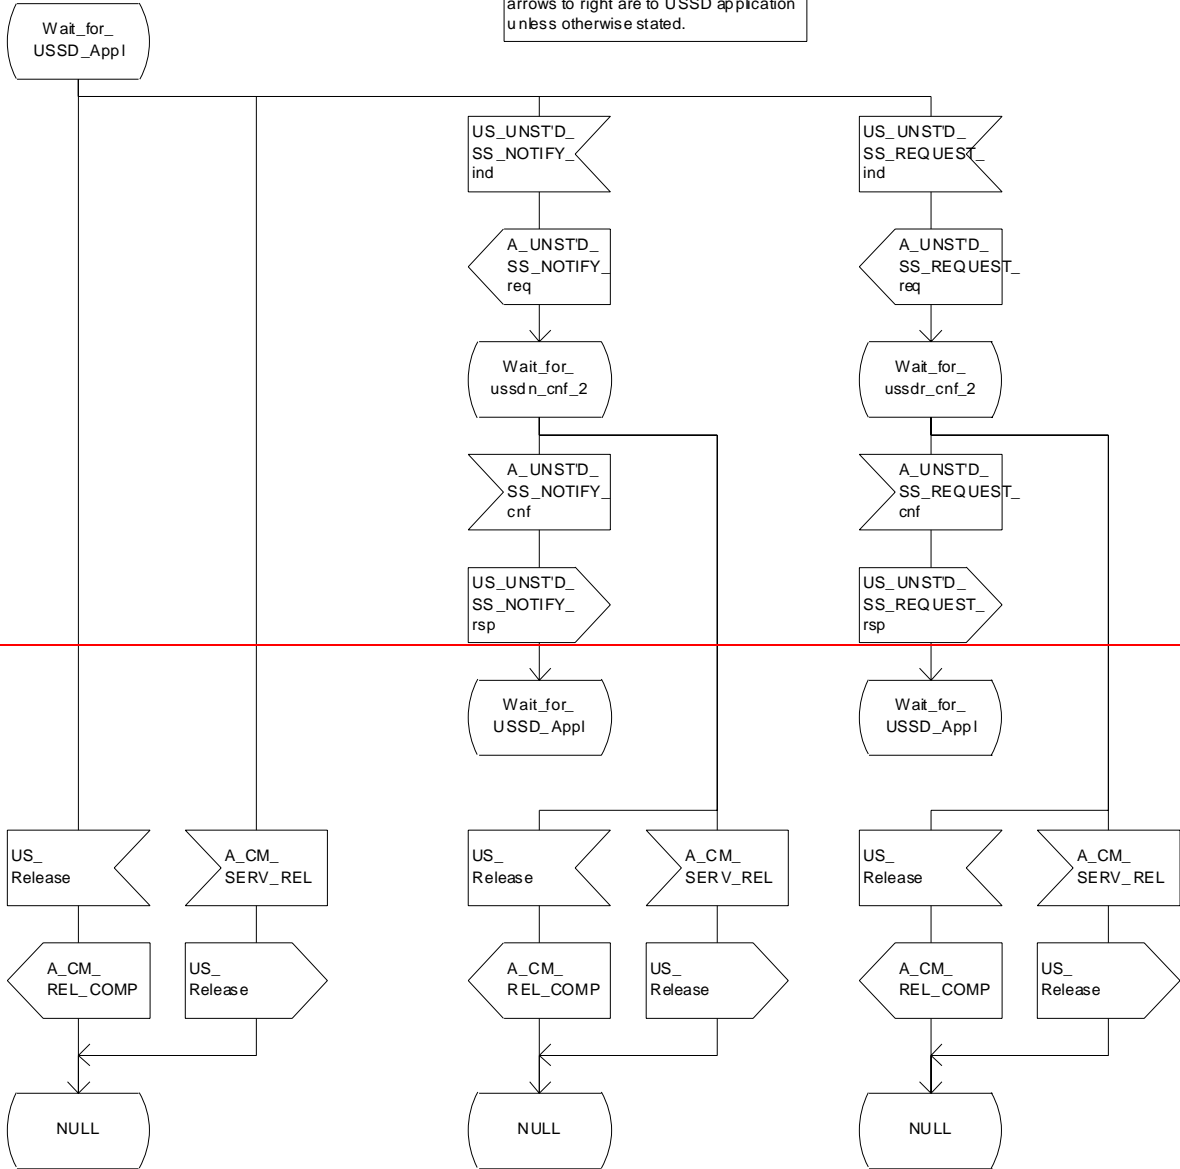 arrows to right are to USSD application
unless otherwise stated.
Wait_for_
USSD_Appl
US_UNST'D_
SS_NOTIFY_
ind
US_UNST'D_
SS_REQUEST_
ind
A_UNST'D_
SS_NOTIFY_
req
A_UNST'D_
SS_REQUEST_
req
Wait_for_
ussdn_cnf_2
Wait_for_
ussdr_cnf_2
A_UNST'D_
SS_NOTIFY_
cnf
A_UNST'D_
SS_REQUEST_
cnf
US_UNST'D_
SS_NOTIFY_
rsp
US_UNST'D_
SS_REQUEST_
rsp
Wait_for_
USSD_Appl
Wait_for_
USSD_Appl
US_
Release
A_CM_
SERV_REL
US_
Release
A_CM_
SERV_REL
US_
Release
A_CM_
SERV_REL
A_CM_
REL_COMP
US_
Release
A_CM_
REL_COMP
US_
Release
A_CM_
REL_COMP
US_
Release
NULL
NULL
NULL